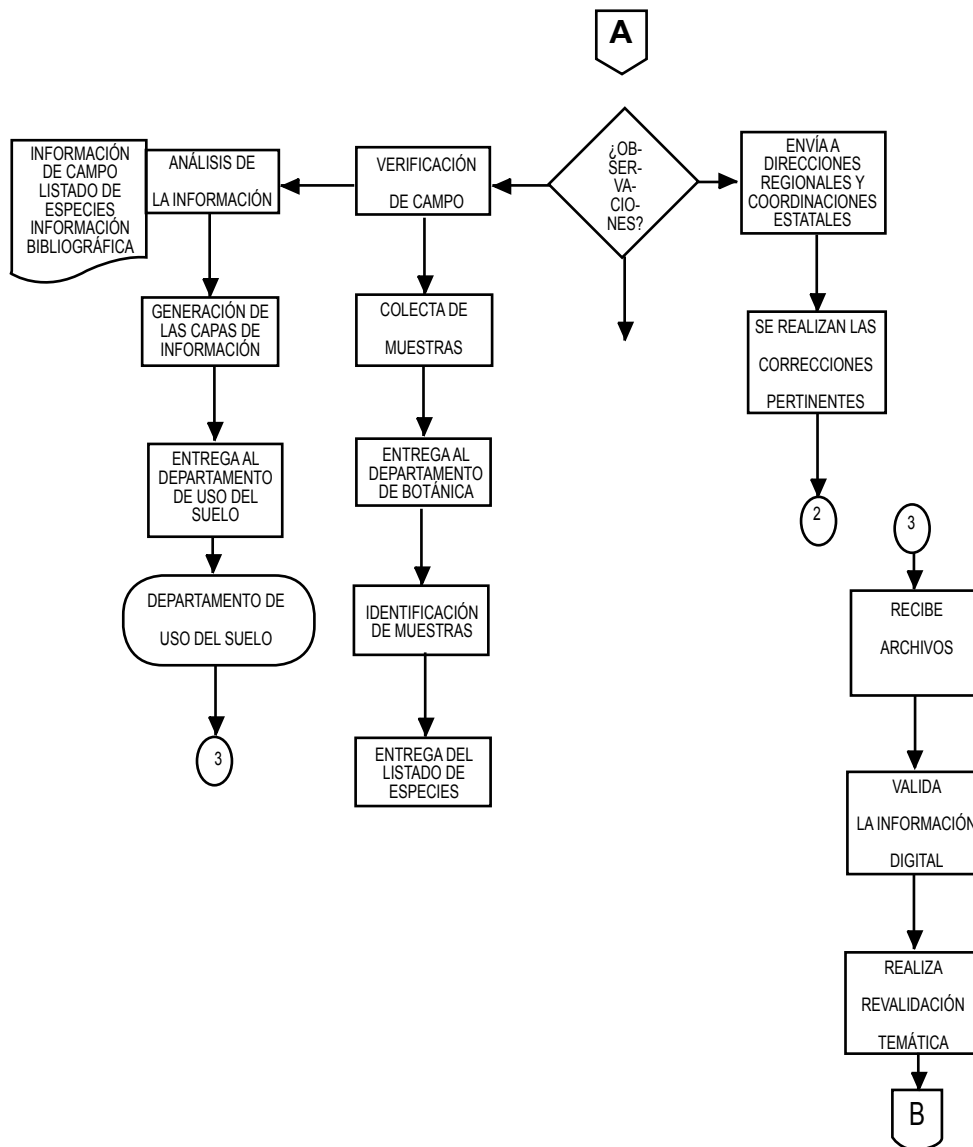 A
INFORMACIÓN
DE CAMPO
LISTADO DE
ESPECIES
INFORMACIÓN
BIBLIOGRÁFICA
ANÁLISIS DE
LA INFORMACIÓN
VERIFICACIÓN
DE CAMPO
¿OB-
SER-
VA-
CIO-
NES?
ENVÍA A
DIRECCIONES
REGIONALES Y
COORDINACIONES
ESTATALES
GENERACIÓN DE
LAS CAPAS DE
INFORMACIÓN
COLECTA DE
MUESTRAS
SE REALIZAN LAS
CORRECCIONES
PERTINENTES
ENTREGA AL
DEPARTAMENTO
DE USO DEL
SUELO
ENTREGA AL
DEPARTAMENTO
DE BOTÁNICA
2
3
DEPARTAMENTO DE
USO DEL SUELO
IDENTIFICACIÓN
DE MUESTRAS
RECIBE
ARCHIVOS
3
ENTREGA DEL
LISTADO DE
ESPECIES
VALIDA
LA INFORMACIÓN
DIGITAL
REALIZA
REVALIDACIÓN
TEMÁTICA
B